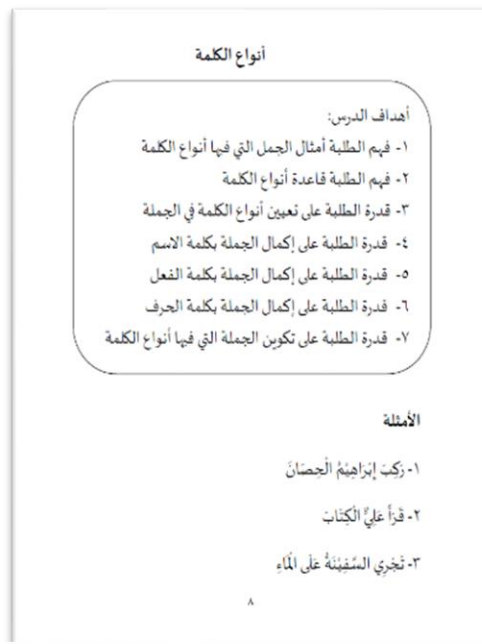 أنواع الكلمة
أهداف الدرس:
١- فهم الطلبة أمثال الجمل التي فيها أنواع الكلمة
٢- فهم الطلبة قاعدة أنواع الكلمة
٣- قدرة الطلبة على تعيين أنواع الكلمة في الجملة
٤- قدرة الطلبة على إكمال الجملة بكلمة الاسم
٥- قدرة الطلبة على إكمال الجملة بكلمة الفعل
٦- قدرة الطلبة على إكمال الجملة بكلمة الحرف
٧- قدرة الطلبة على تكوين الجملة التي فيها أنواع الكلمة
الأمثلة
١- رَكِبَ إِبْرَاهِيْمُ الْحِصَانَ
٢- قَرَأَ عَلِيٌّ الْكِتَابَ
٣- تَجْرِي السَّفِيْنَةُ عَلَى الْمَاءِ
٨